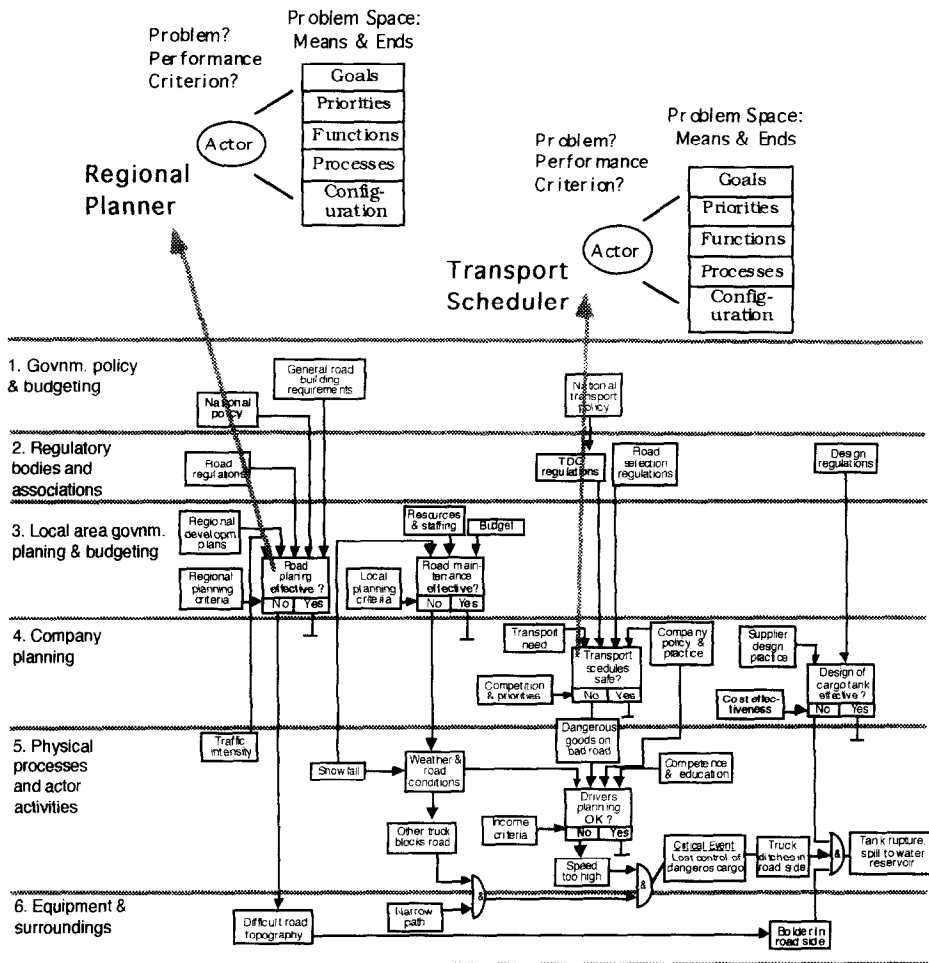 Problem?
Performance
Criterion?
Problem Space:
Means & Ends
Goals
Priorities
Functions
Processes
Config-
uration
Actor
Regional
Planner
Problem?
Performance
Criterion?
Problem Space:
Means & Ends
Goals
Priorities
Functions
Processes
Config-
uration
Actor
Transport
Scheduler
1. Govnm. policy
& budgeting
General road
building
requirements
National
policy
National
transport
policy
2. Regulatory
bodies and
associations
Road
regulations
TDG
regulations
Road
selection
regulations
Design
regulations
3. Local area govnm.
planing & budgeting
Regional
developm.
plans
Resources
& staffing
Budget
Regional
planning
criteria
Road
planing
effective ?
No Yes
Local
planning
criteria
Road main-
tenance
effective?
No Yes
4. Company
planning
Transport
need
Company
policy &
practice
Supplier
design
practice
Competition
& priorities
Transport
scedules
safe?
No Yes
Cost effec-
tiveness
Design of
cargo tank
effective ?
No Yes
5. Physical
processes
and actor
activities
Traffic
intensity
Snowfall
Weather &
road
conditions
Dangerous
goods on
bad road
Competence
& education
Income
criteria
Drivers
planning
OK ?
No Yes
Other truck
blocks road
Speed
too high
Critical Event
Lost control of
dangeros cargo
Truck
ditches in
road side
&
Tank rupture,
spill to water
reservoir
6. Equipment &
surroundings
Narrow
path
&
&
Difficult road
topography
Bolder in
road side